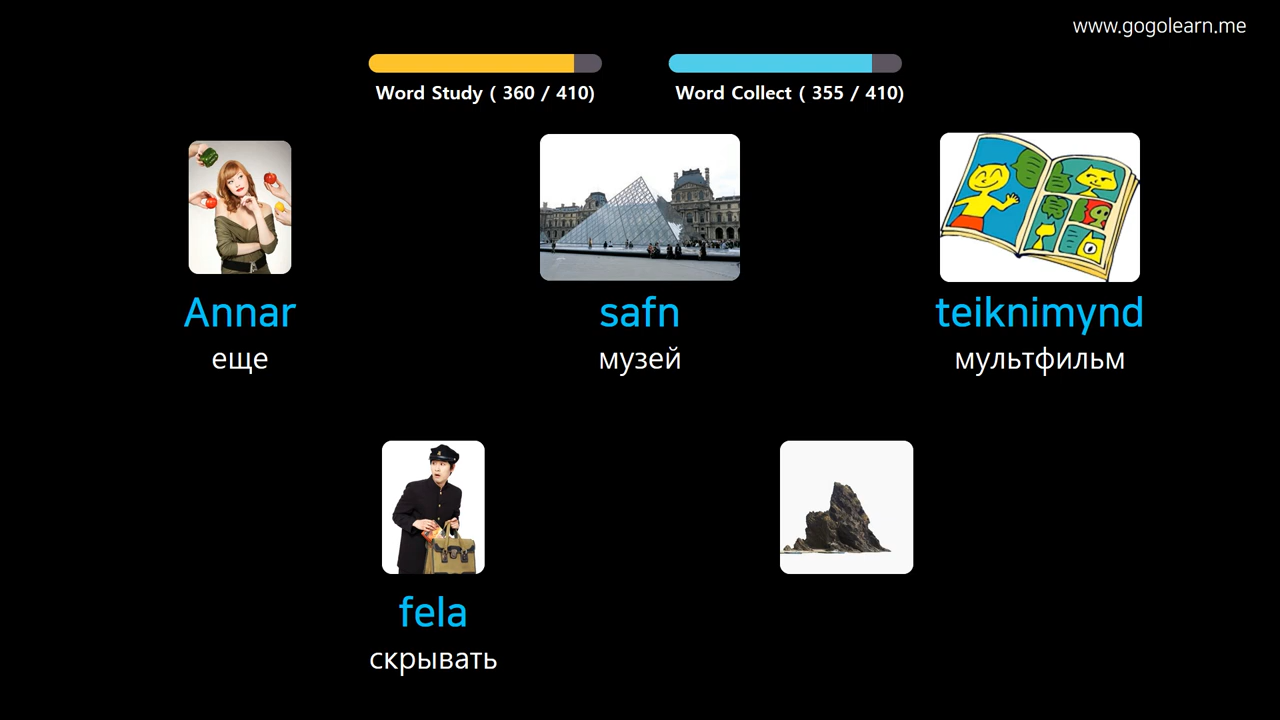 www.gogolearn.me
Word Study ( 360 / 410)
Word Collect ( 355 / 410)
Annar
еще
safn
музей
teiknimynd
мультфильм
fela
скрывать